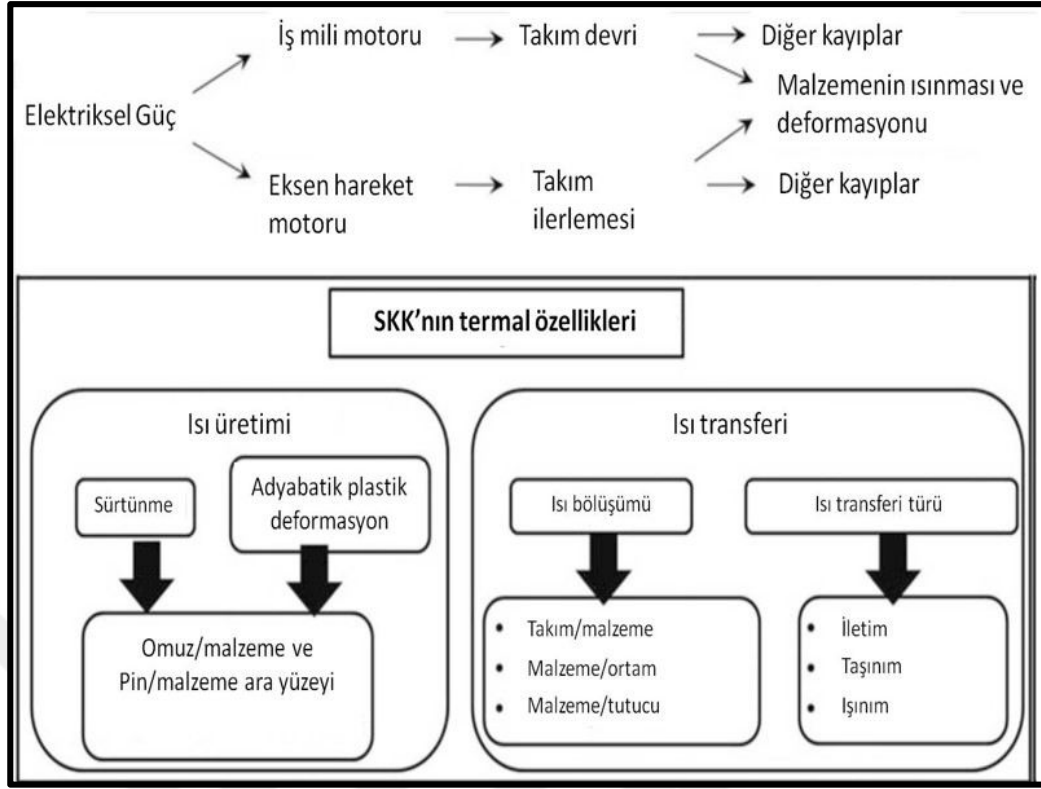 İş mili motoru
Takım devri
Diğer kayıplar
Elektriksel Güç
Malzemenin ısınması ve
deformasyonu
Eksen hareket
motoru
Takım
ilerlemesi
Diğer kayıplar
SKK’nın termal özellikleri
Isı üretimi
Sürtünme
Adyabatik plastik
deformasyon
Omuz/malzeme ve
Pin/malzeme ara yüzeyi
Isı transferi
Isı bölüşümü
Isı transferi türü
• Takım/malzeme
• Malzeme/ortam
• Malzeme/tutucu
• İletim
• Taşınım
• Işınım